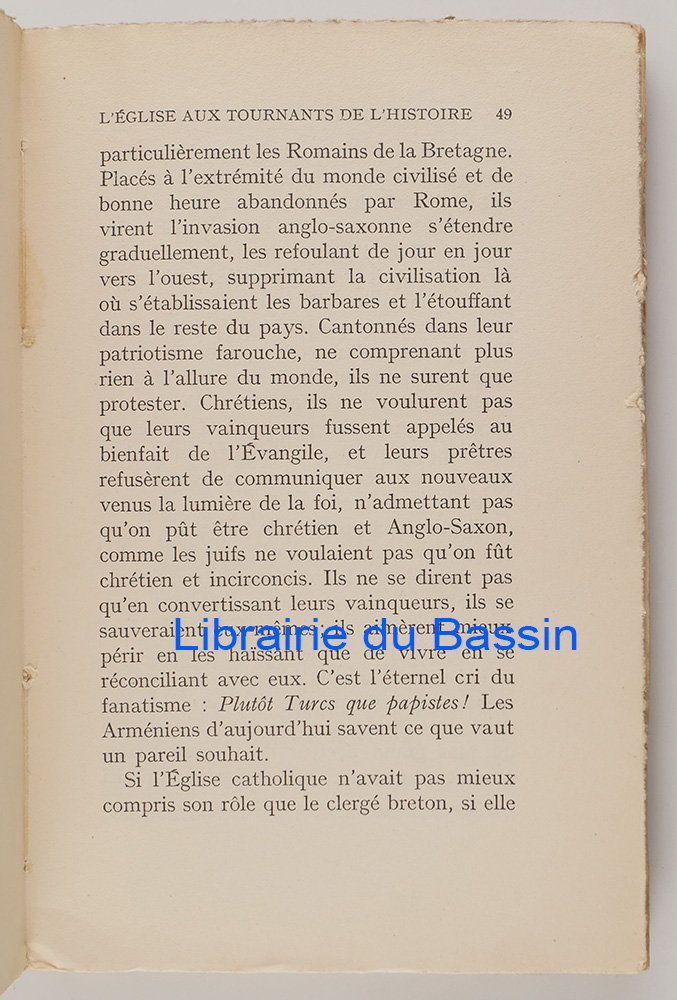 L'ÉGLISE AUX TOURNANTS DE L'HISTOIRE 49
particulièrement les Romains de la Bretagne.
Placés à l'extrémité du monde civilisé et de
bonne heure abandonnés par Rome, ils
virent l'invasion anglo-saxonne s'étendre
graduellement, les refoulant de jour en jour
vers l'ouest, supprimant la civilisation là
où s'établissaient les barbares et l'étouffant
dans le reste du pays. Cantonnés dans leur
patriotisme farouche, ne comprenant plus
rien à l'allure du monde, ils ne surent que
protester. Chrétiens, ils ne voulurent pas
que leurs vainqueurs fussent appelés au
bienfait de l'Évangile, et leurs prêtres
refusèrent de communiquer aux nouveaux
venus la lumière de la foi, n'admettant pas
qu'on pût être chrétien et Anglo-Saxon,
comme les juifs ne voulaient pas qu'on fût
chrétien et incirconcis. Ils ne se dirent pas
qu'en convertissant leurs vainqueurs, ils se
sauveraient eux-mêmes ; ils aimèrent mieux
Librairie du Bassin
périr en les haïssant que de vivre en se
réconciliant avec eux. C'est l'éternel cri du
fanatisme : Plutôt Turcs que papistes! Les
Arméniens d'aujourd'hui savent ce que vaut
un pareil souhait.
Si l'Église catholique n'avait pas mieux
compris son rôle que le clergé breton, si elle